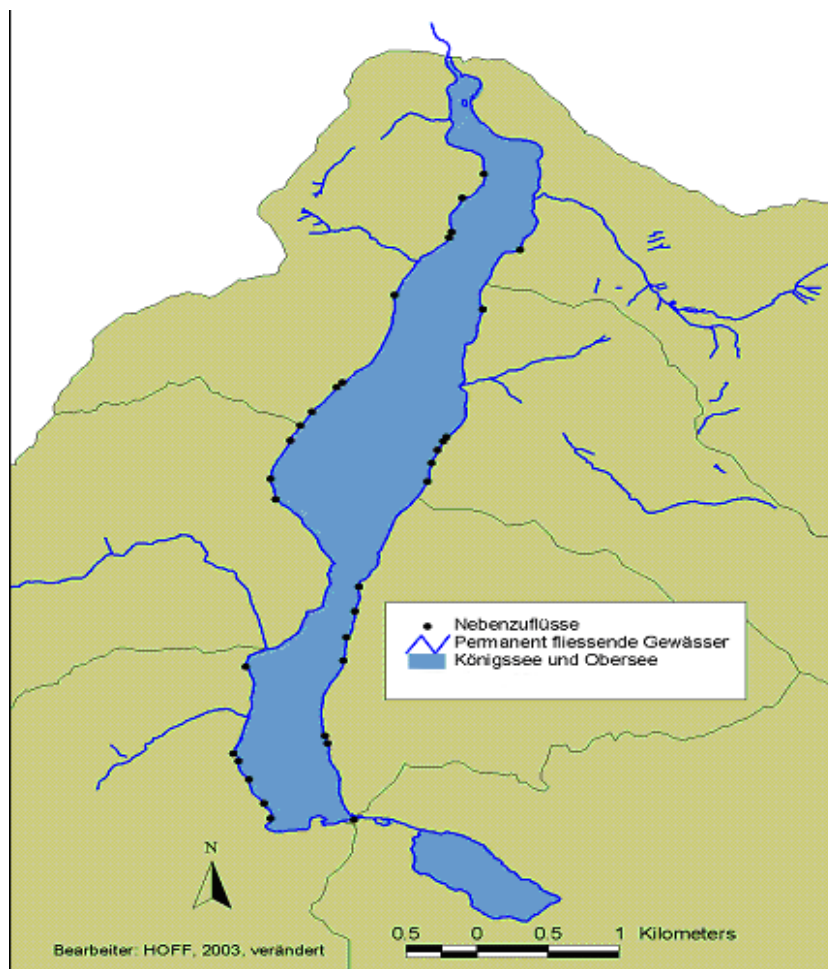 Nebenzuflüsse
Permanent fliessende Gewässer
Königssee und Obersee
N
0.5 0 0.5 1 Kilometers
Bearbeiter: HOFF, 2003, verändert